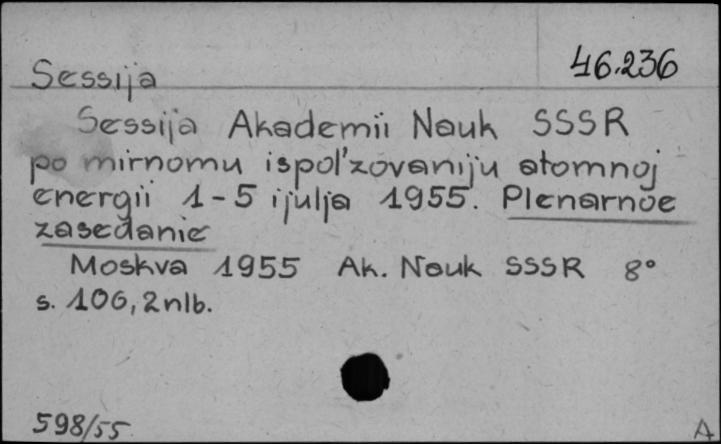 46.236
Sessija
Sessija Akademii Nauk SSSR
po mirnomu ispol'zovaniju atomnoj
energii 1-5 ijulja 1955. Plenarnoe
zasedanie
Moskva 1955 Ak. Nauk SSSR 8°
s. 106, 2nlb.
598/55
A